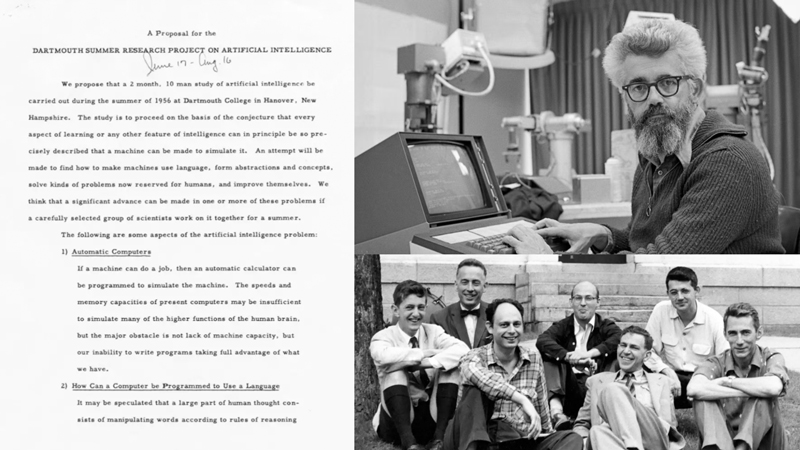 A Proposal for the
DARTMOUTH SUMMER RESEARCH PROJECT ON ARTIFICIAL INTELLIGENCE
June 17 - Aug. 16
We propose that a 2 month, 10 man study of artificial intelligence be
carried out during the summer of 1956 at Dartmouth College in Hanover, New
Hampshire. The study is to proceed on the basis of the conjecture that every
aspect of learning or any other feature of intelligence can in principle be so pre-
cisely described that a machine can be made to simulate it. An attempt will be
made to find how to make machines use language, form abstractions and concepts,
solve kinds of problems now reserved for humans, and improve themselves. We
think that a significant advance can be made in one or more of these problems if
a carefully selected group of scientists work on it together for a summer.
The following are some aspects of the artificial intelligence problem:
1) Automatic Computers
If a machine can do a job, then an automatic calculator can
be programmed to simulate the machine. The speeds and
memory capacities of present computers may be insufficient
to simulate many of the higher functions of the human brain,
but the major obstacle is not lack of machine capacity, but
our inability to write programs taking full advantage of what
we have.
2) How Can a Computer be Programmed to Use a Language
It may be speculated that a large part of human thought con-
sists of manipulating words according to rules of reasoning